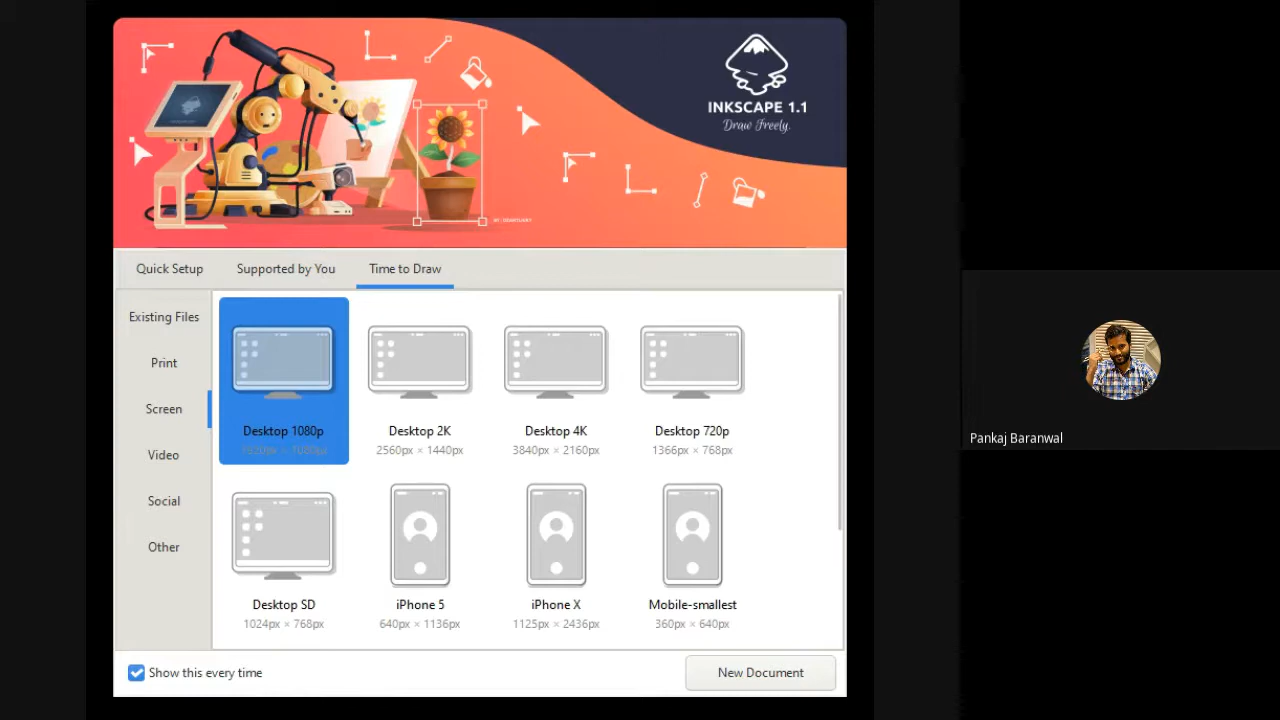 INKSCAPE 1.1
Draw Freely.
Quick Setup
Supported by You
Time to Draw
Existing Files
Print
Screen
Video
Social
Other
Desktop 1080p
1920px × 1080px
Desktop 2K
2560px × 1440px
Desktop 4K
3840px × 2160px
Desktop 720p
1366px × 768px
Desktop SD
1024px × 768px
iPhone 5
640px × 1136px
iPhone X
1125px × 2436px
Mobile-smallest
360px × 640px
Show this every time
New Document
Pankaj Baranwal